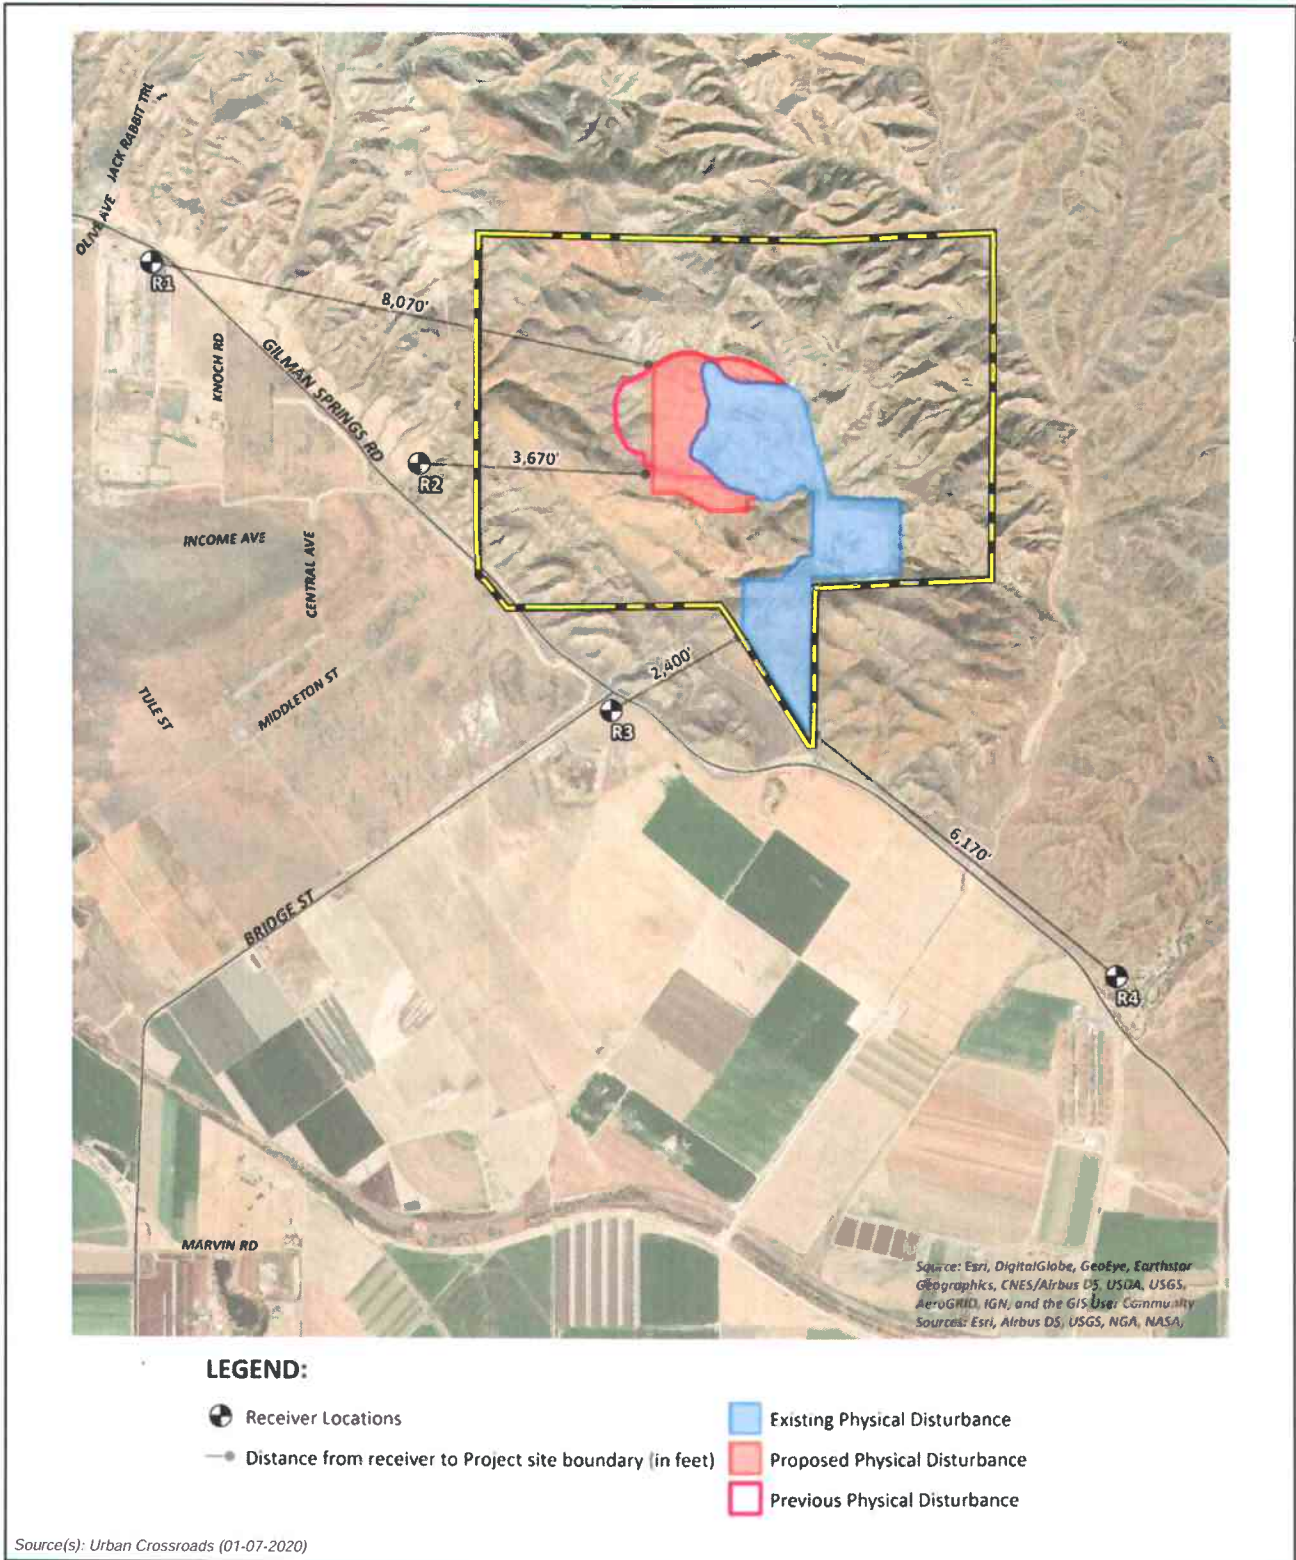 OLIVE AVE
JACK RABBIT TRL
R1
8,070'
KNOCH RD
GILMAN SPRINGS RD
3,670'
R2
INCOME AVE
CENTRAL AVE
2,400'
TULE ST
MIDDLETON ST
R3
6,170'
BRIDGE ST
R4
MARVIN RD
Source: Esri, DigitalGlobe, GeoEye, Earthstar
Geographics, CNES/Airbus DS, USDA, USGS,
AeroGRID, IGN, and the GIS User Community
Sources: Esri, Airbus DS, USGS, NGA, NASA,
LEGEND:
Receiver Locations
Distance from receiver to Project site boundary (in feet)
Existing Physical Disturbance
Proposed Physical Disturbance
Previous Physical Disturbance
Source(s): Urban Crossroads (01-07-2020)